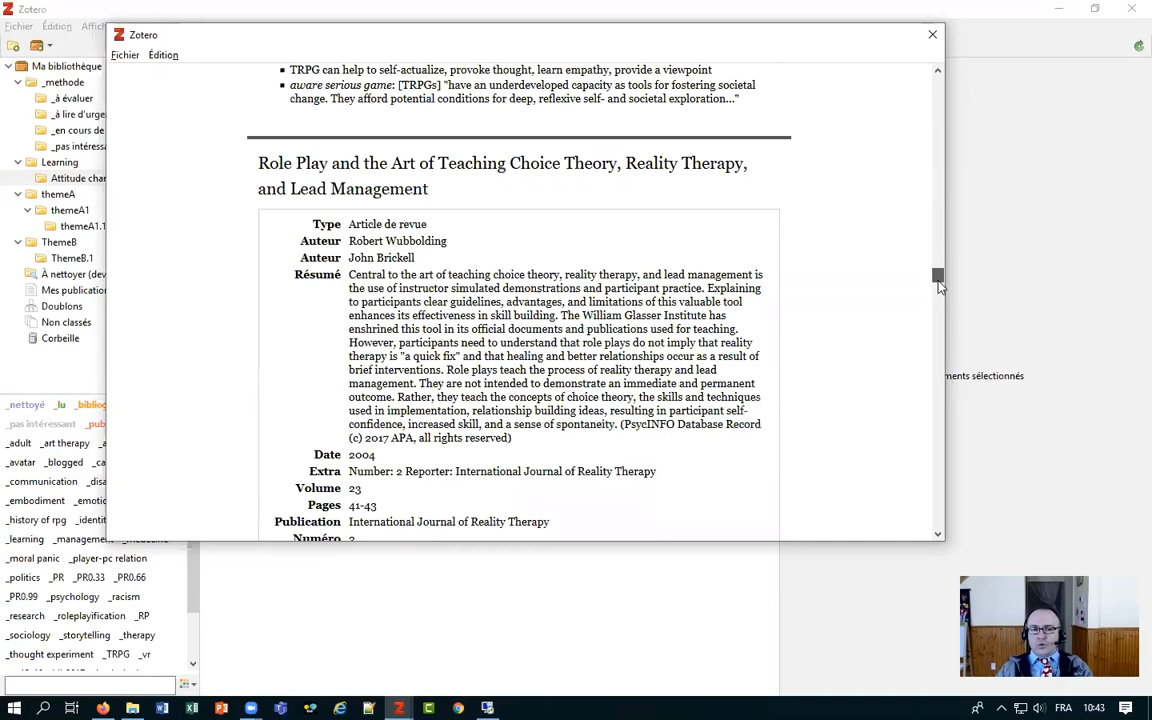 Zotero
Fichier Édition Affich
Zotero
Fichier Édition
Ma bibliothèque
_methode
_à évaluer
_à lire d'urge
_en cours de
_pas intéressa
Learning
Attitude char
themeA
themeA1
themeA1.1
ThemeB
ThemeB.1
À nettoyer (dev
Mes publication
Doublons
Non classés
Corbeille
TRPG can help to self-actualize, provoke thought, learn empathy, provide a viewpoint
aware serious game: [TRPGs] "have an underdeveloped capacity as tools for fostering societal
change. They afford potential conditions for deep, reflexive self- and societal exploration..."
Role Play and the Art of Teaching Choice Theory, Reality Therapy,
and Lead Management
Type Article de revue
Auteur Robert Wubbolding
Auteur John Brickell
Résumé Central to the art of teaching choice theory, reality therapy, and lead management is
the use of instructor simulated demonstrations and participant practice. Explaining
to participants clear guidelines, advantages, and limitations of this valuable tool
enhances its effectiveness in skill building. The William Glasser Institute has
enshrined this tool in its official documents and publications used for teaching.
However, participants need to understand that role plays do not imply that reality
therapy is "a quick fix" and that healing and better relationships occur as a result of
brief interventions. Role plays teach the process of reality therapy and lead
management. They are not intended to demonstrate an immediate and permanent
outcome. Rather, they teach the concepts of choice theory, the skills and techniques
used in implementation, relationship building ideas, resulting in participant self-
confidence, increased skill, and a sense of spontaneity. (PsycINFO Database Record
(c) 2017 APA, all rights reserved)
Date 2004
Extra Number: 2 Reporter: International Journal of Reality Therapy
Volume 23
Pages 41-43
Publication International Journal of Reality Therapy
Numéro 2
ments sélectionnés
_nettoyé _lu _bibliog
_pas intéressant _pub
_adult _art therapy _a
_avatar _blogged _ca
_communication _disa
_embodiment _emotio
_history of rpg _identit
_learning _management _medecine
_moral panic _player-pc relation
_politics _PR _PR0.33 _PR0.66
_PR0.99 _psychology _racism
_research _roleplayification _RP
_sociology _storytelling _therapy
_thought experiment _TRPG _vr
FRA 10:43